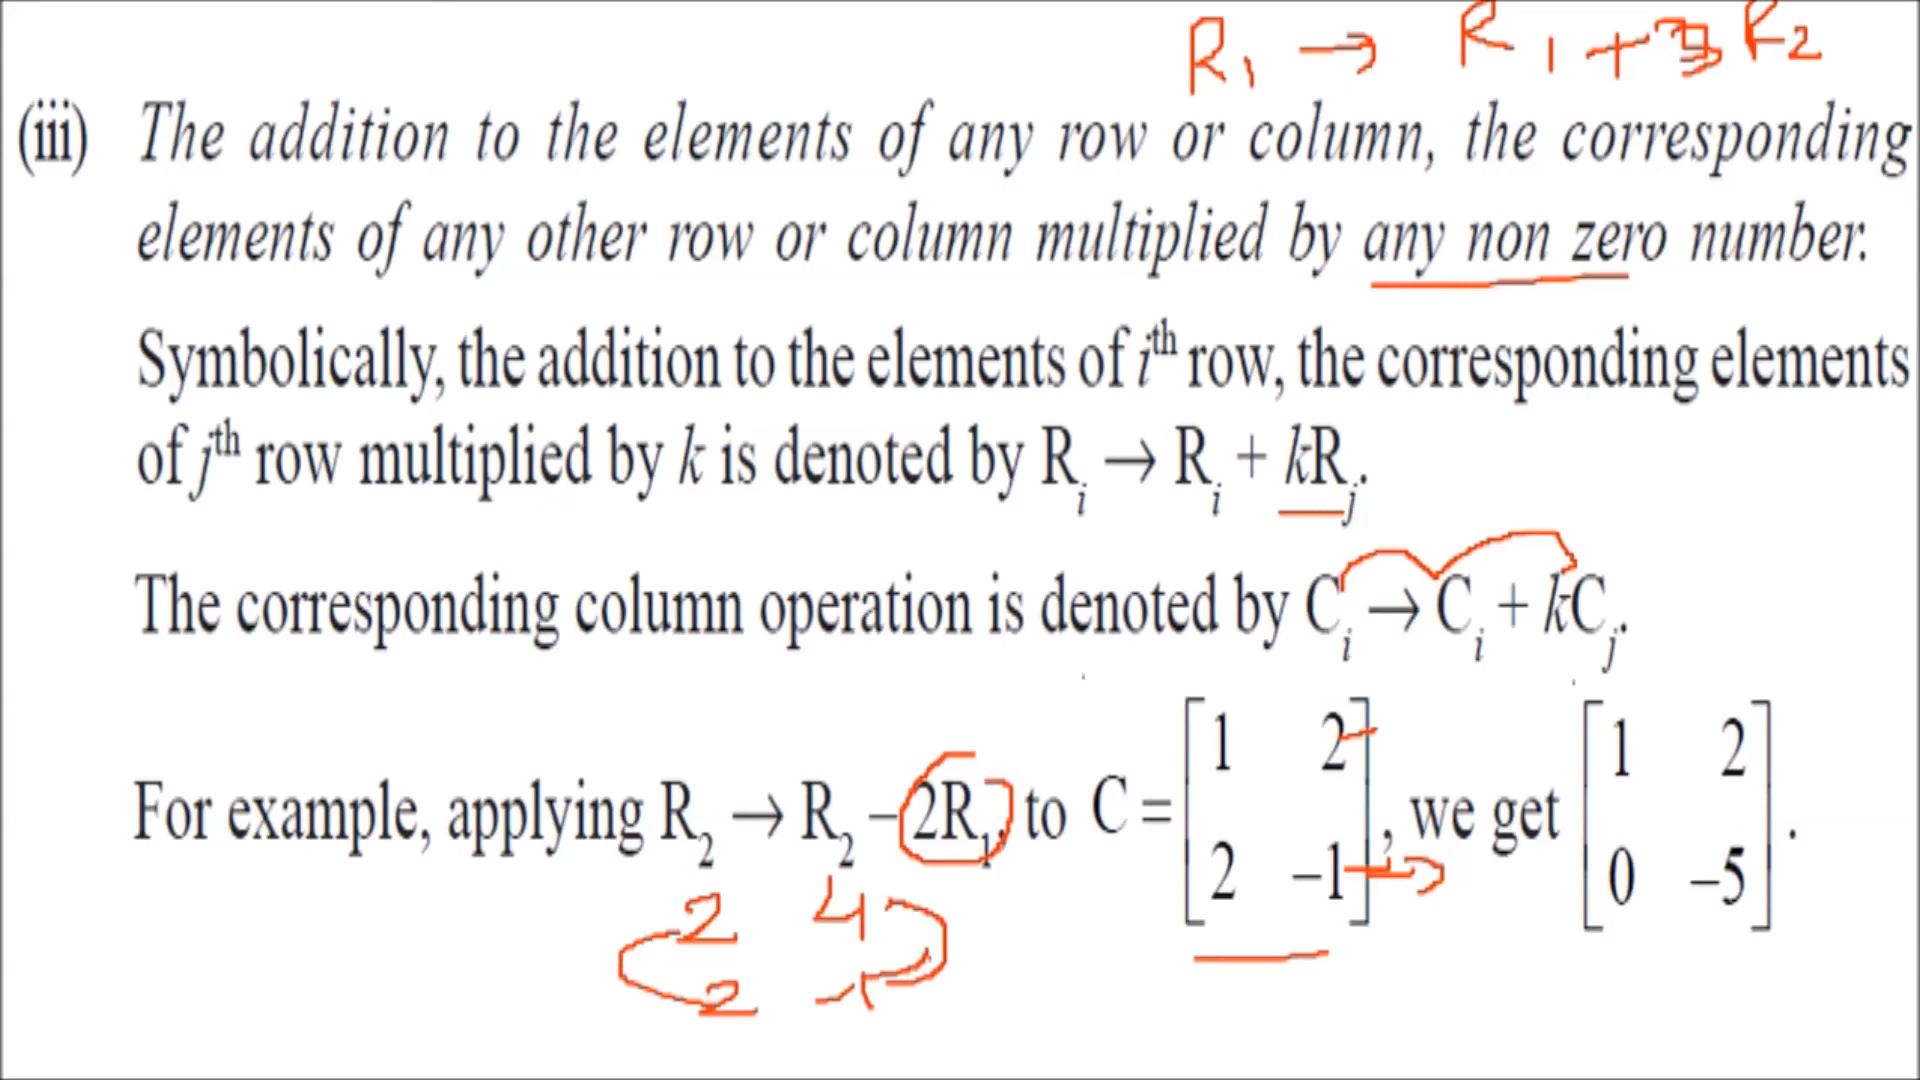 R₁ → R₁ + R₂
(iii) The addition to the elements of any row or column, the corresponding
elements of any other row or column multiplied by any non zero number.
Symbolically, the addition to the elements of iᵗʰ row, the corresponding elements
of jᵗʰ row multiplied by k is denoted by Rᵢ → Rᵢ + kRⱼ.
The corresponding column operation is denoted by Cᵢ → Cᵢ + kCⱼ.
For example, applying R₂ → R₂ – 2R₁, to C = [1 2; 2 –1], we get [1 2; 0 –5].
2 4
2 –1